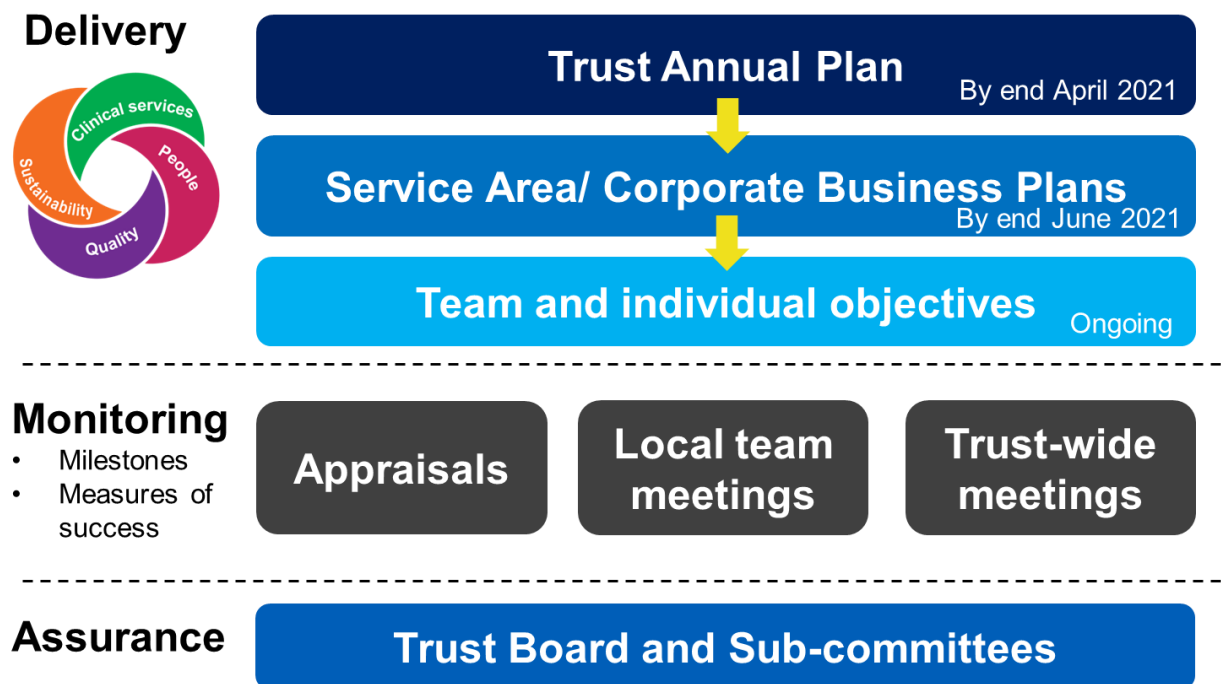 Delivery
Clinical services
People
Quality
Sustainability
Trust Annual Plan
By end April 2021
Service Area/ Corporate Business Plans
By end June 2021
Team and individual objectives
Ongoing
Monitoring
• Milestones
• Measures of
success
Appraisals
Local team
meetings
Trust-wide
meetings
Assurance
Trust Board and Sub-committees